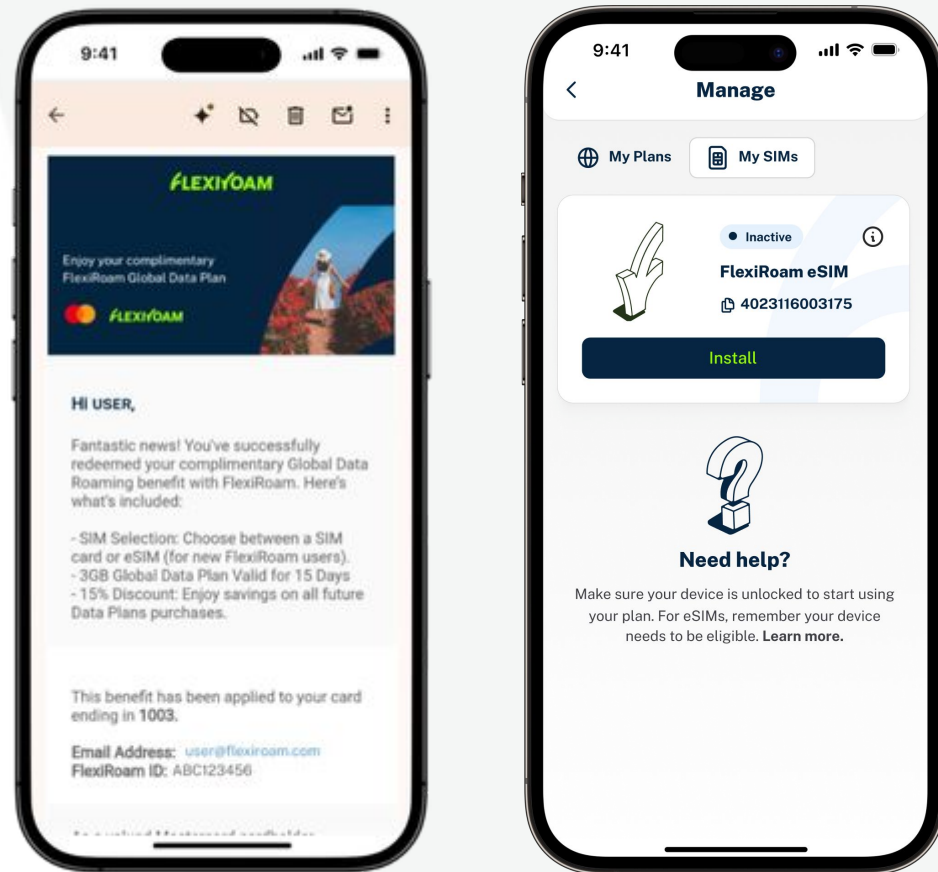 9:41
FLEXIROAM
Enjoy your complimentary
FlexiRoam Global Data Plan
FLEXIROAM
HI USER,
Fantastic news! You've successfully
redeemed your complimentary Global Data
Roaming benefit with FlexiRoam. Here's
what's included:
- SIM Selection: Choose between a SIM
card or eSIM (for new FlexiRoam users).
- 3GB Global Data Plan Valid for 15 Days
- 15% Discount: Enjoy savings on all future
Data Plans purchases.
This benefit has been applied to your card
ending in 1003.
Email Address: user@flexiroam.com
FlexiRoam ID: ABC123456
9:41
Manage
My Plans
My SIMs
Inactive
FlexiRoam eSIM
4023116003175
Install
Need help?
Make sure your device is unlocked to start using
your plan. For eSIMs, remember your device
needs to be eligible. Learn more.